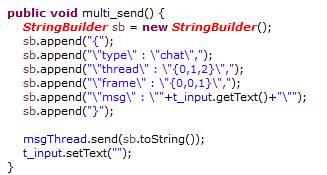 public void multi_send() {
StringBuilder sb = new StringBuilder();
sb.append("{");
sb.append("\"type\" : \"chat\",");
sb.append("\"thread\" : \"{0,1,2}\",");
sb.append("\"frame\" : \"{0,0,1}\",");
sb.append("\"msg\" : \""+t_input.getText()+"\"");
sb.append("}");
msgThread.send(sb.toString());
t_input.setText("");
}